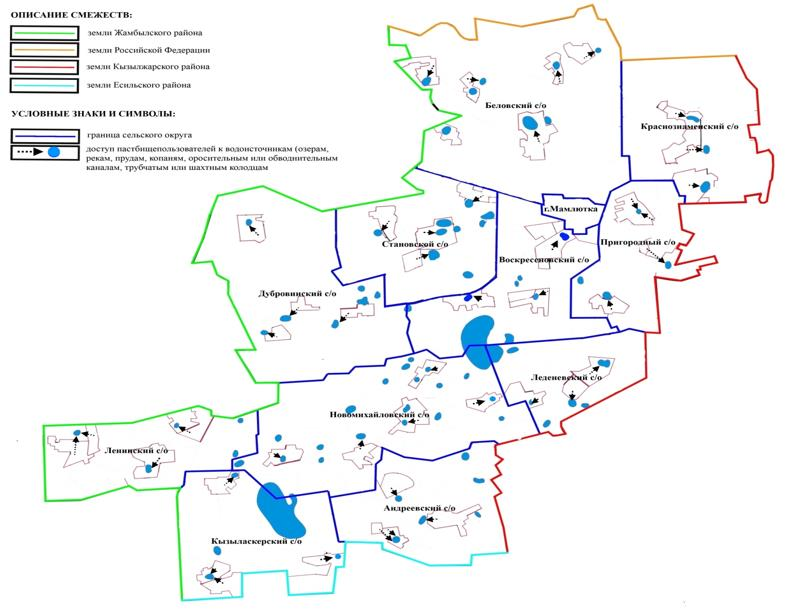 ОПИСАНИЕ СМЕЖЕСТВ:
земли Жамбылского района
земли Российской Федерации
земли Кызылжарского района
земли Есильского района
УСЛОВНЫЕ ЗНАКИ И СИМВОЛЫ:
граница сельского округа
доступ пастбищепользователей к водоисточникам (озерам,
рекам, прудам, копаням, оросительным или обводнительным
каналам, трубчатым или шахтным колодцам
Беловский с/о
Краснознаменский с/о
г.Мамлютка
Становской с/о
Пригородный с/о
Воскресеновский с/о
Дубровинский с/о
Леденевский с/о
Новомихайловский с/о
Ленинский с/о
Андреевский с/о
Кызыласкерский с/о